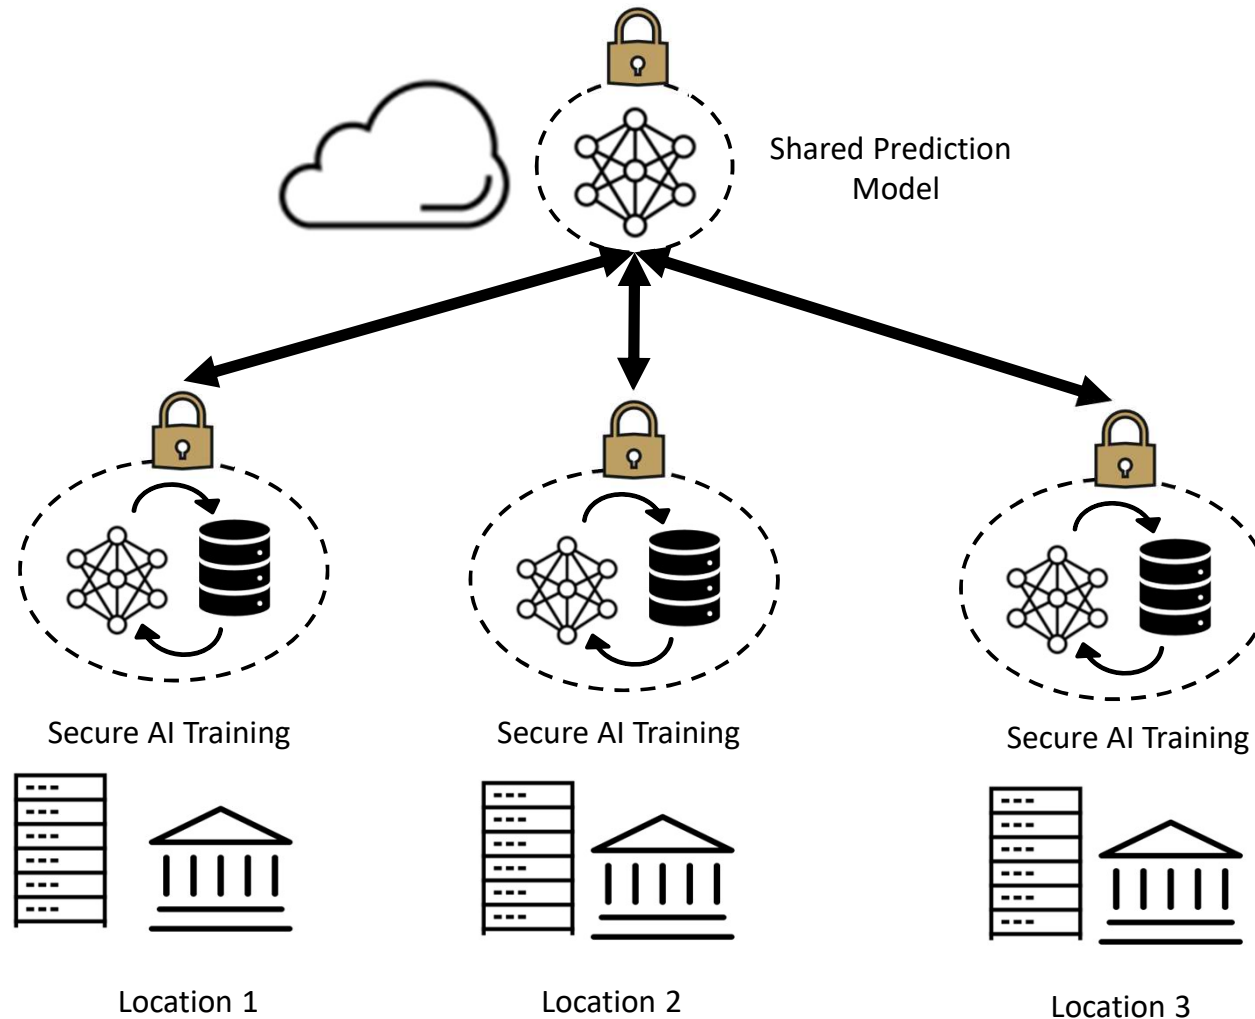 Shared Prediction
Model
Secure AI Training
Secure AI Training
Secure AI Training
Location 1
Location 2
Location 3